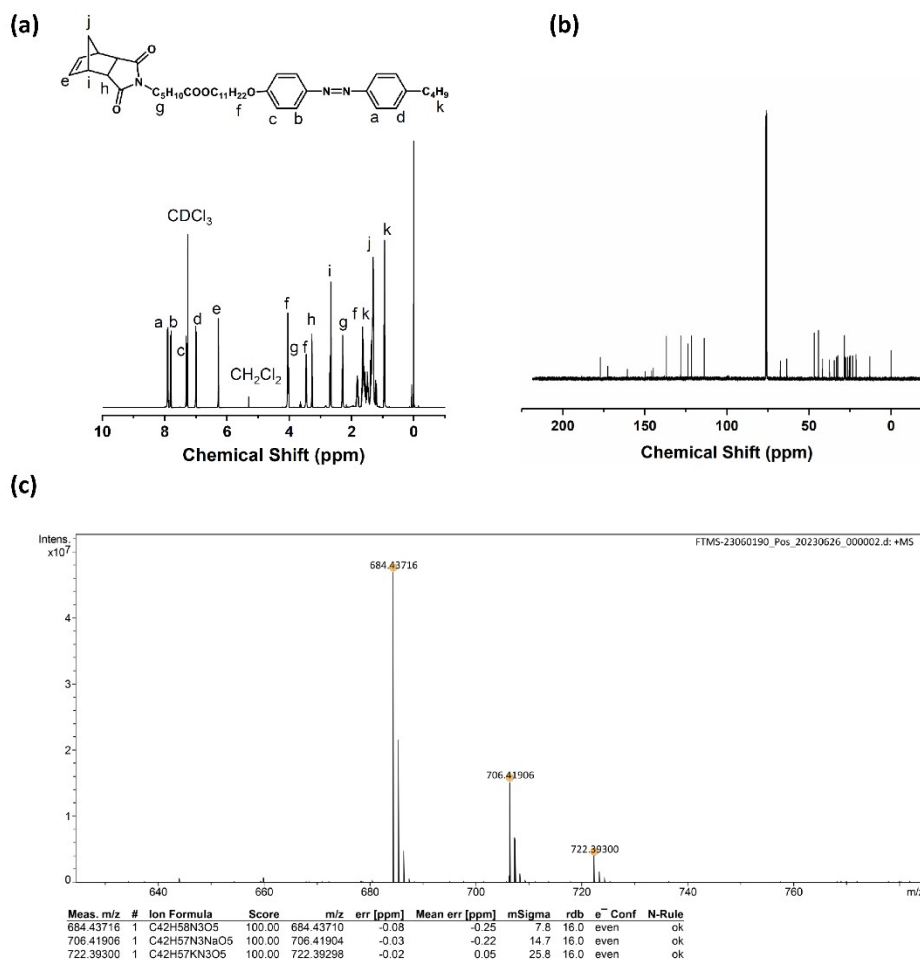 (a)
(b)
j
O
e
i
h
N
O
C₅H₁₀COOC₁₁H₂₂O
N=N
C₄H₉
g
f
c
b
a
d
k
CDCl₃
CH₂Cl₂
a b c d e f g f h i g f k j k
10 8 6 4 2 0
Chemical Shift (ppm)
200 150 100 50 0
Chemical Shift (ppm)
(c)
Intens.
x10⁷
FTMS-23060190_Pos_20230626_000002.d: +MS
684.43716
706.41906
722.39300
4
3
2
1
0
640 660 680 700 720 740 760 780 m/z
Meas. m/z # Ion Formula Score m/z err [ppm] Mean err [ppm] mSigma rdb e⁻ Conf N-Rule
684.43716 1 C42H58N3O5 100.00 684.43710 -0.08 -0.25 7.8 16.0 even ok
706.41906 1 C42H57N3NaO5 100.00 706.41904 -0.03 -0.22 14.7 16.0 even ok
722.39300 1 C42H57KN3O5 100.00 722.39298 -0.02 0.05 25.8 16.0 even ok